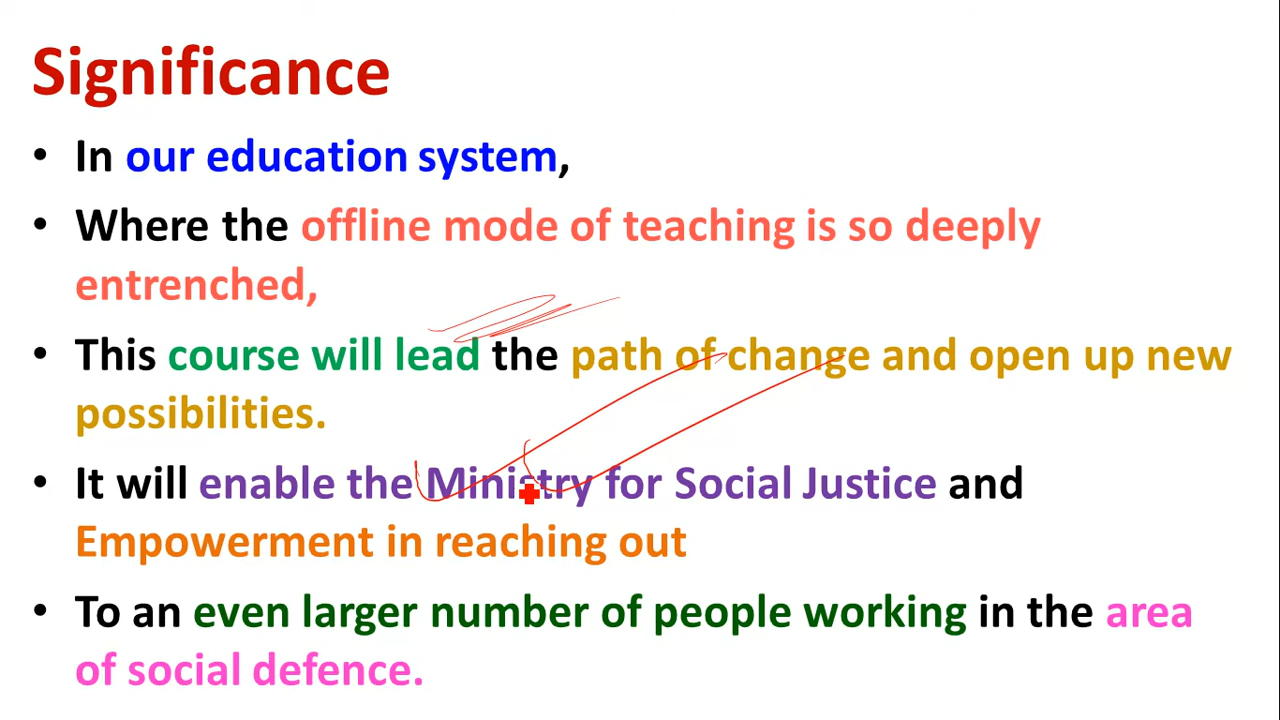 Significance
• In our education system,
• Where the offline mode of teaching is so deeply
entrenched,
• This course will lead the path of change and open up new
possibilities.
• It will enable the Ministry for Social Justice and
Empowerment in reaching out
• To an even larger number of people working in the area
of social defence.